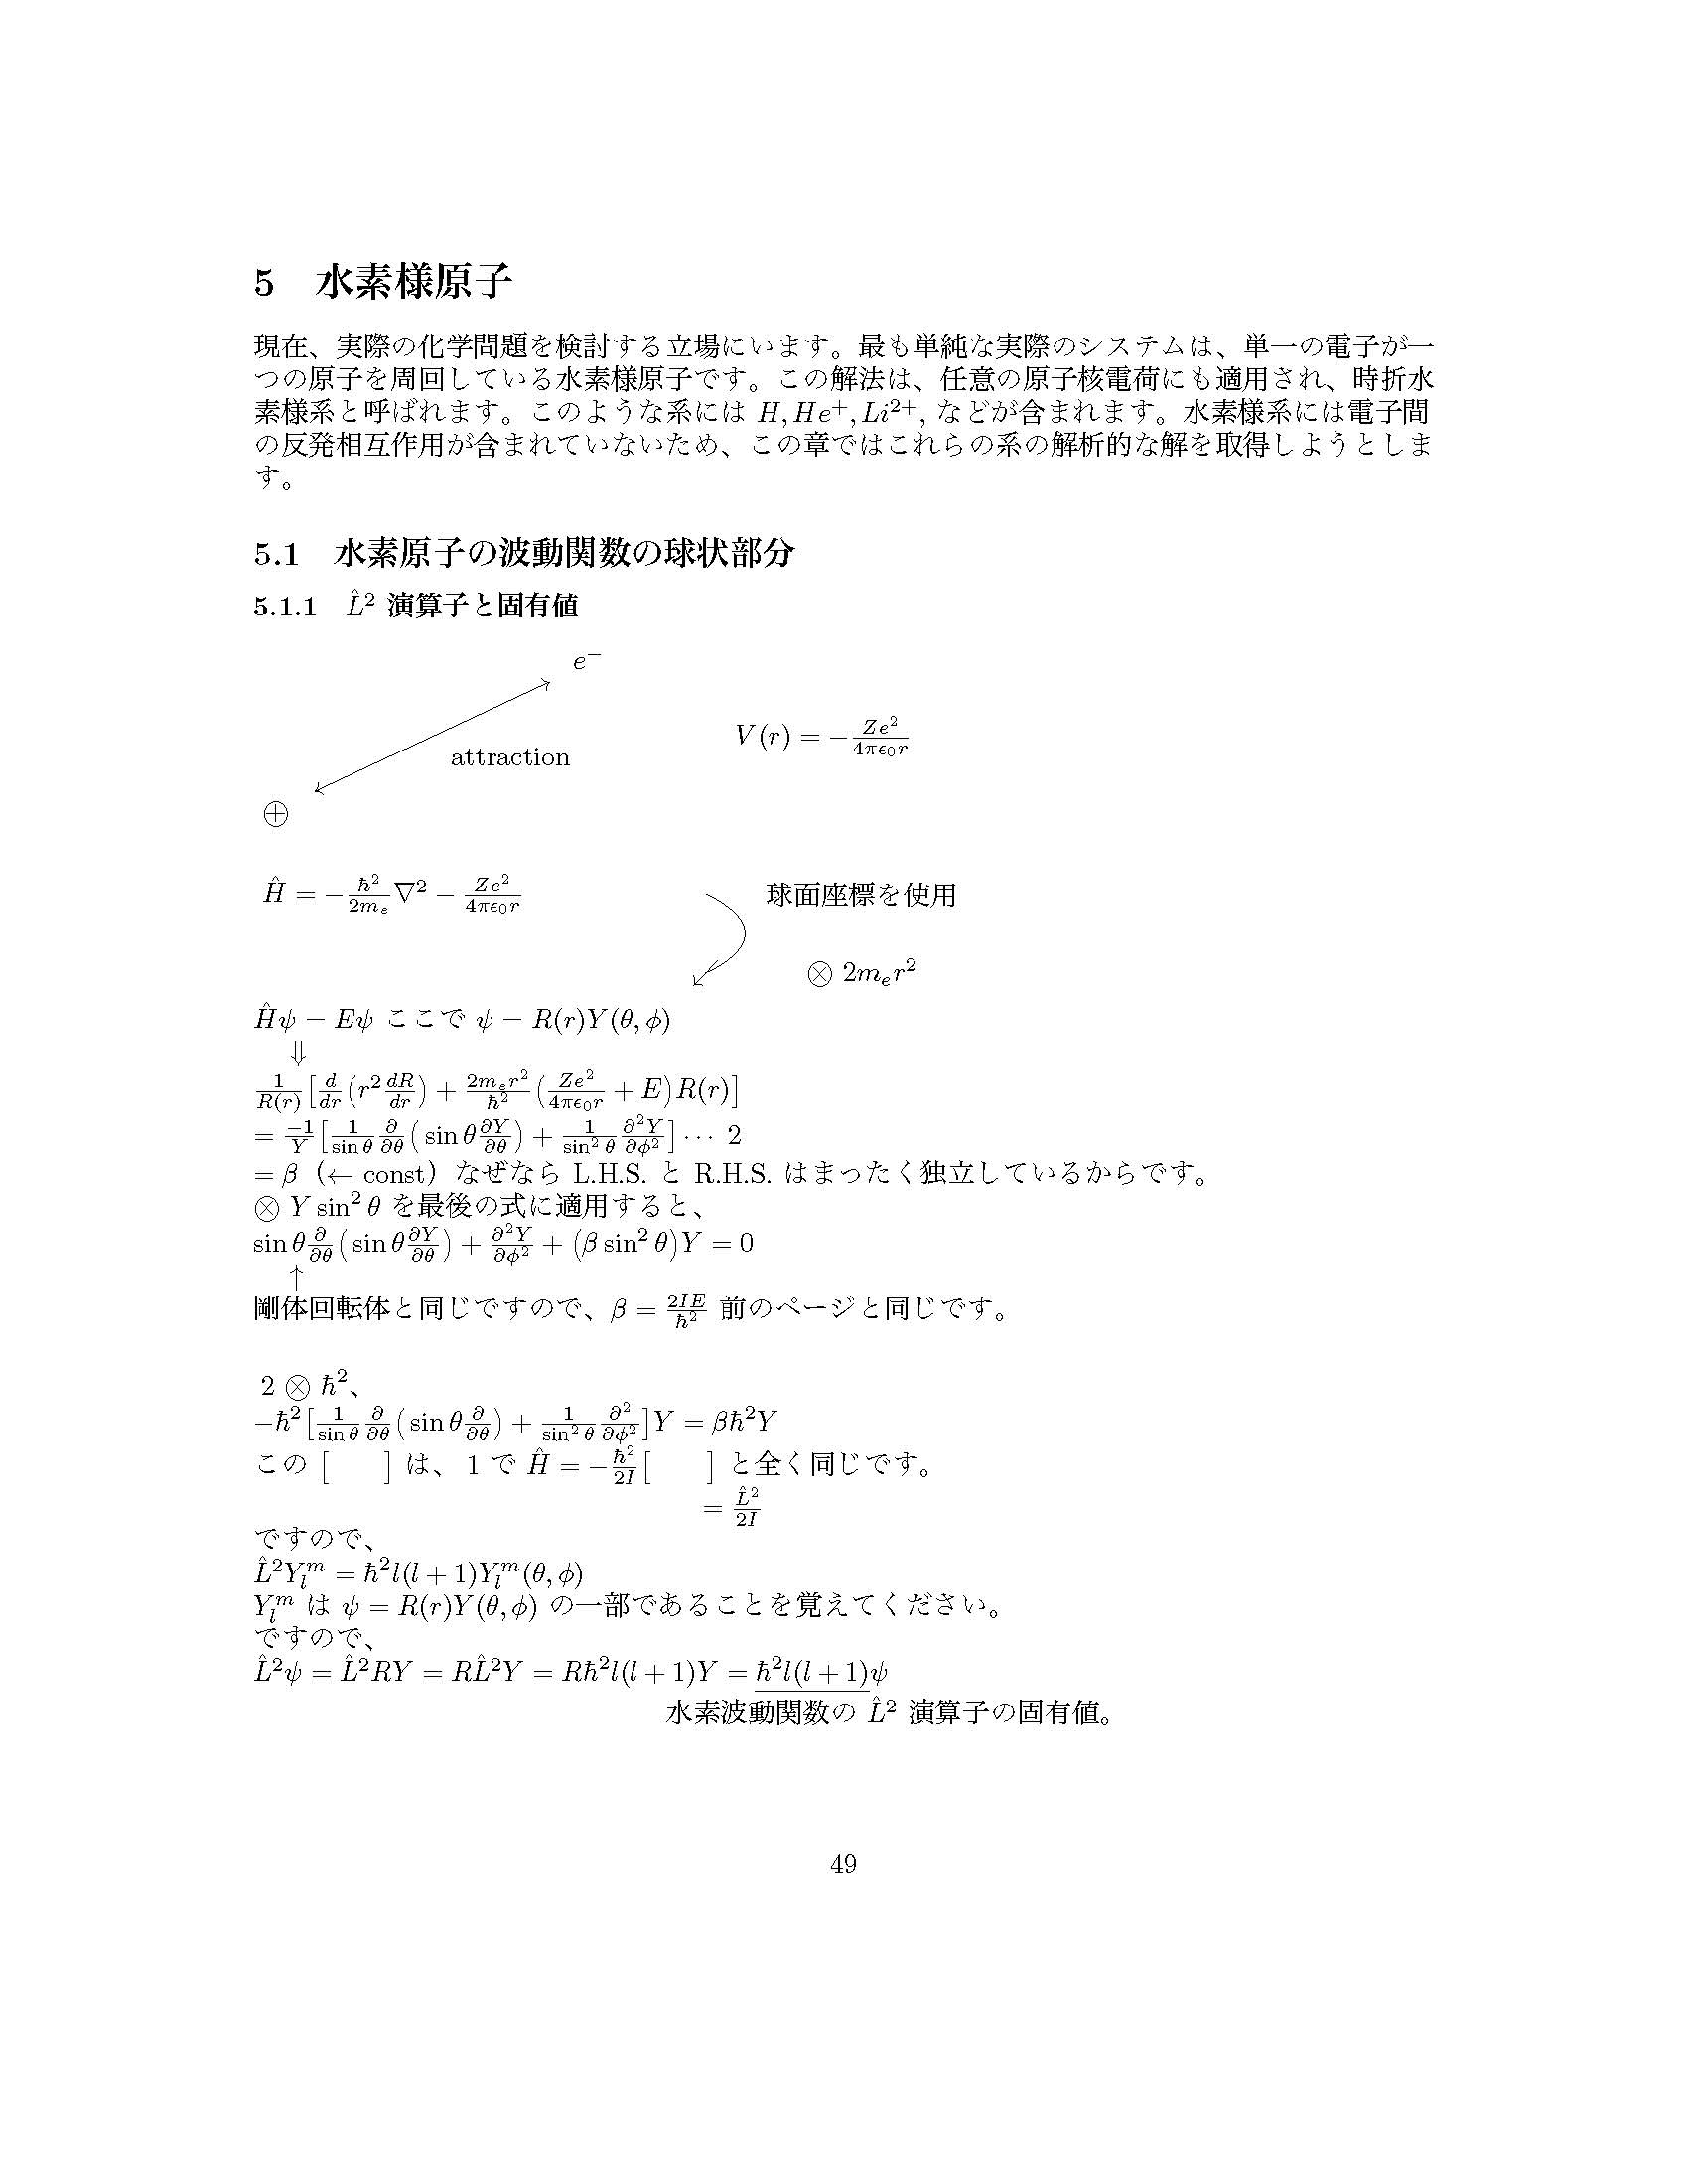 5 水素様原子
現在、実際の化学問題を検討する立場にいます。最も単純な実際のシステムは、単一の電子が一
つの原子を周回している水素様原子です。この解法は、任意の原子核電荷にも適用され、時折水
素様系と呼ばれます。このような系には $H, He^+, Li^{2+}$, などが含まれます。水素様系には電子間
の反発相互作用が含まれていないため、この章ではこれらの系の解析的な解を取得しようとしま
す。
5.1 水素原子の波動関数の球状部分
5.1.1 $\hat{L}^2$ 演算子と固有値
$e^-$
$V(r) = -\frac{Ze^2}{4\pi\epsilon_0 r}$
attraction
⊕
$\hat{H} = -\frac{\hbar^2}{2m_e}\nabla^2 - \frac{Ze^2}{4\pi\epsilon_0 r}$ 球面座標を使用
$\otimes\ 2m_e r^2$
$\hat{H}\psi = E\psi$ ここで $\psi = R(r)Y(\theta, \phi)$
⇓
$\frac{1}{R(r)}\left[\frac{d}{dr}\left(r^2\frac{dR}{dr}\right) + \frac{2m_e r^2}{\hbar^2}\left(\frac{Ze^2}{4\pi\epsilon_0 r} + E\right)R(r)\right]$
$= \frac{-1}{Y}\left[\frac{1}{\sin\theta}\frac{\partial}{\partial\theta}\left(\sin\theta\frac{\partial Y}{\partial\theta}\right) + \frac{1}{\sin^2\theta}\frac{\partial^2 Y}{\partial\phi^2}\right] \cdots\ 2$
$= \beta$（← const）なぜなら L.H.S. と R.H.S. はまったく独立しているからです。
$\otimes\ Y\sin^2\theta$ を最後の式に適用すると、
$\sin\theta\frac{\partial}{\partial\theta}\left(\sin\theta\frac{\partial Y}{\partial\theta}\right) + \frac{\partial^2 Y}{\partial\phi^2} + \left(\beta\sin^2\theta\right)Y = 0$
↑
剛体回転体と同じですので、$\beta = \frac{2IE}{\hbar^2}$ 前のページと同じです。
$2 \otimes \hbar^2$、
$-\hbar^2\left[\frac{1}{\sin\theta}\frac{\partial}{\partial\theta}\left(\sin\theta\frac{\partial}{\partial\theta}\right) + \frac{1}{\sin^2\theta}\frac{\partial^2}{\partial\phi^2}\right]Y = \beta\hbar^2 Y$
この [ ] は、 1 で $\hat{H} = -\frac{\hbar^2}{2I}$[ ] と全く同じです。
$= \frac{\hat{L}^2}{2I}$
ですので、
$\hat{L}^2 Y_l^m = \hbar^2 l(l+1)Y_l^m(\theta, \phi)$
$Y_l^m$ は $\psi = R(r)Y(\theta, \phi)$ の一部であることを覚えてください。
ですので、
$\hat{L}^2\psi = \hat{L}^2 RY = R\hat{L}^2 Y = R\hbar^2 l(l+1)Y = \underline{\hbar^2 l(l+1)}\psi$
水素波動関数の $\hat{L}^2$ 演算子の固有値。
49